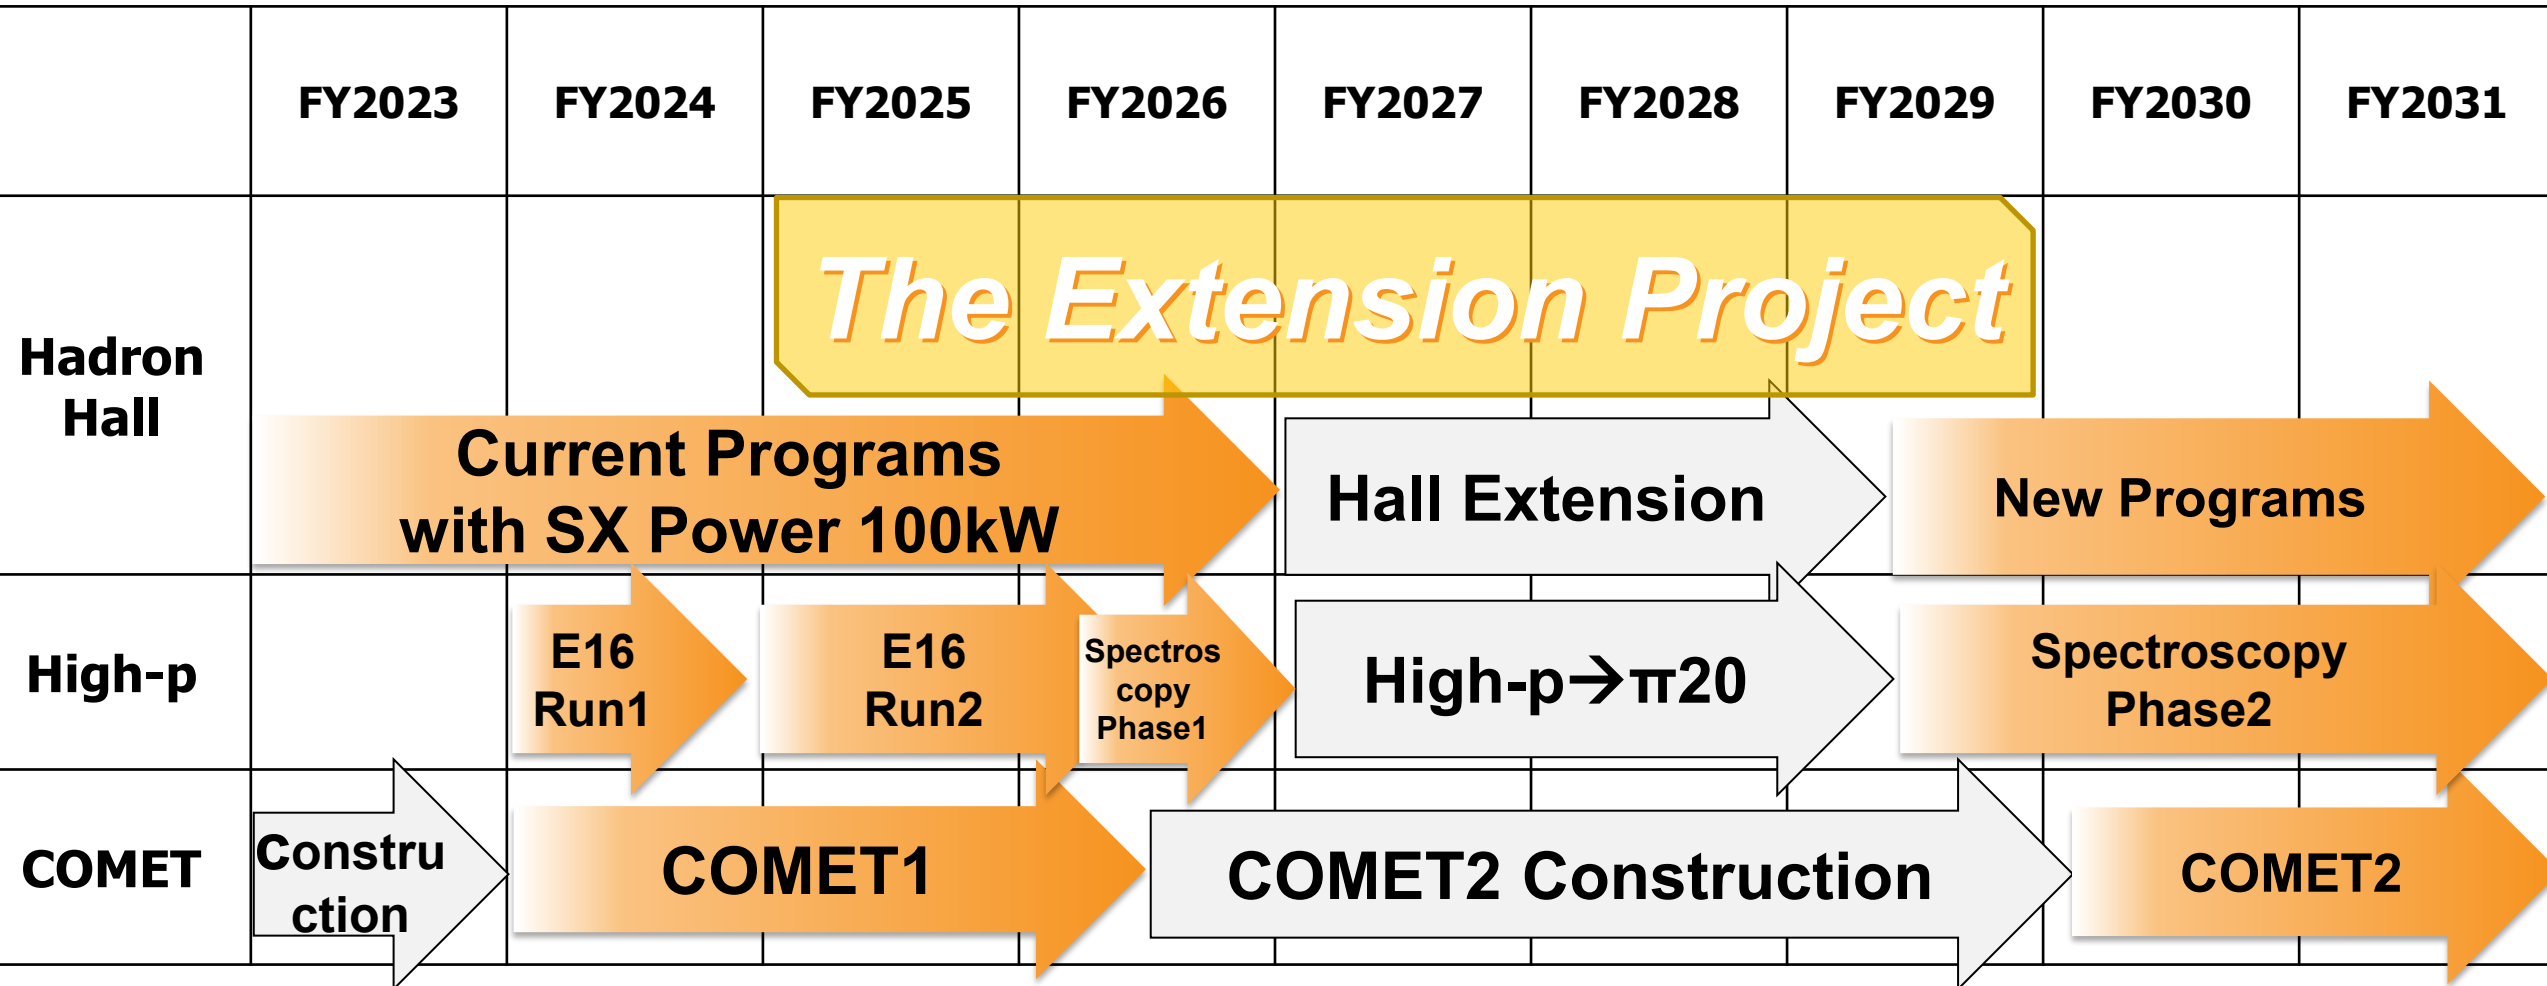 FY2023 FY2024 FY2025 FY2026 FY2027 FY2028 FY2029 FY2030 FY2031
The Extension Project
Hadron
Hall
Current Programs
with SX Power 100kW
Hall Extension
New Programs
High-p
E16
Run1
E16
Run2
Spectros
copy
Phase1
High-p→π20
Spectroscopy
Phase2
COMET
Constru
ction
COMET1
COMET2 Construction
COMET2